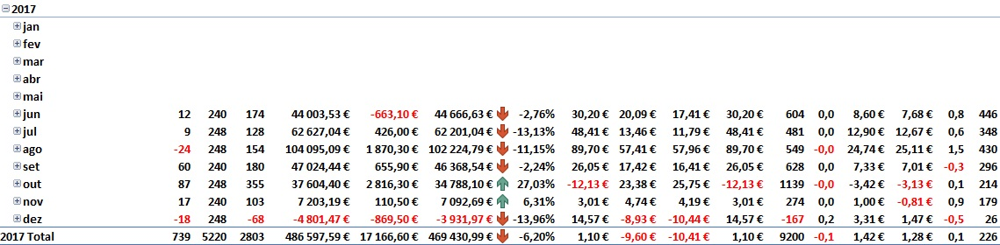 2017
jan
fev
mar
abr
mai
jun 12 240 174 44 003,53 € -663,10 € 44 666,63 € -2,76% 30,20 € 20,09 € 17,41 € 30,20 € 604 0,0 8,60 € 7,68 € 0,8 446
jul 9 248 128 62 627,04 € 426,00 € 62 201,04 € -13,13% 48,41 € 13,46 € 11,79 € 48,41 € 481 0,0 12,90 € 12,67 € 0,6 348
ago -24 248 154 104 095,09 € 1 870,30 € 102 224,79 € -11,15% 89,70 € 57,41 € 57,96 € 89,70 € 549 -0,0 24,74 € 25,11 € 1,5 430
set 60 240 180 47 024,44 € 655,90 € 46 368,54 € -2,24% 26,05 € 17,42 € 16,41 € 26,05 € 628 0,0 7,33 € 7,01 € -0,3 296
out 87 248 355 37 604,40 € 2 816,30 € 34 788,10 € 27,03% -12,13 € 23,38 € 25,75 € -12,13 € 1139 -0,0 -3,42 € -3,13 € 0,1 214
nov 17 240 103 7 203,19 € 110,50 € 7 092,69 € 6,31% 3,01 € 4,74 € 4,19 € 3,01 € 274 0,0 1,00 € -0,81 € 0,9 179
dez -18 248 -68 -4 801,47 € -869,50 € -3 931,97 € -13,96% 14,57 € -8,93 € -10,44 € 14,57 € -167 0,2 3,31 € 1,47 € -0,5 26
2017 Total 739 5220 2803 486 597,59 € 17 166,60 € 469 430,99 € -6,20% 1,10 € -9,60 € -10,41 € 1,10 € 9200 -0,1 1,42 € 1,28 € 0,1 220